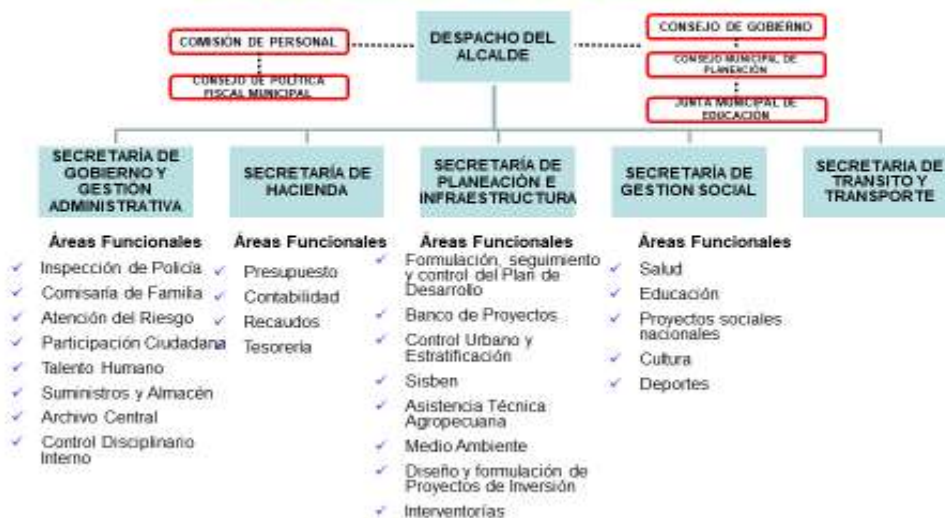 DESPACHO DEL
ALCALDE
COMISIÓN DE PERSONAL
CONSEJO DE POLÍTICA
FISCAL MUNICIPAL
CONSEJO DE GOBIERNO
CONSEJO MUNICIPAL DE
PLANEACIÓN
JUNTA MUNICIPAL DE
EDUCACIÓN
SECRETARÍA DE
GOBIERNO Y
GESTIÓN
ADMINISTRATIVA
Áreas Funcionales
Inspección de Policía
Comisaría de Familia
Atención del Riesgo
Participación Ciudadana
Talento Humano
Suministros y Almacén
Archivo Central
Control Disciplinario
Interno
SECRETARÍA DE
HACIENDA
Áreas Funcionales
Presupuesto
Contabilidad
Recaudos
Tesorería
SECRETARÍA DE
PLANEACIÓN E
INFRAESTRUCTURA
Áreas Funcionales
Formulación, seguimiento
y control del Plan de
Desarrollo
Banco de Proyectos
Control Urbano y
Estratificación
Sisben
Asistencia Técnica
Agropecuaria
Medio Ambiente
Diseño y formulación de
Proyectos de Inversión
Interventorías
SECRETARÍA DE
GESTION SOCIAL
Áreas Funcionales
Salud
Educación
Proyectos sociales
nacionales
Cultura
Deportes
SECRETARIA DE
TRANSITO Y
TRANSPORTE